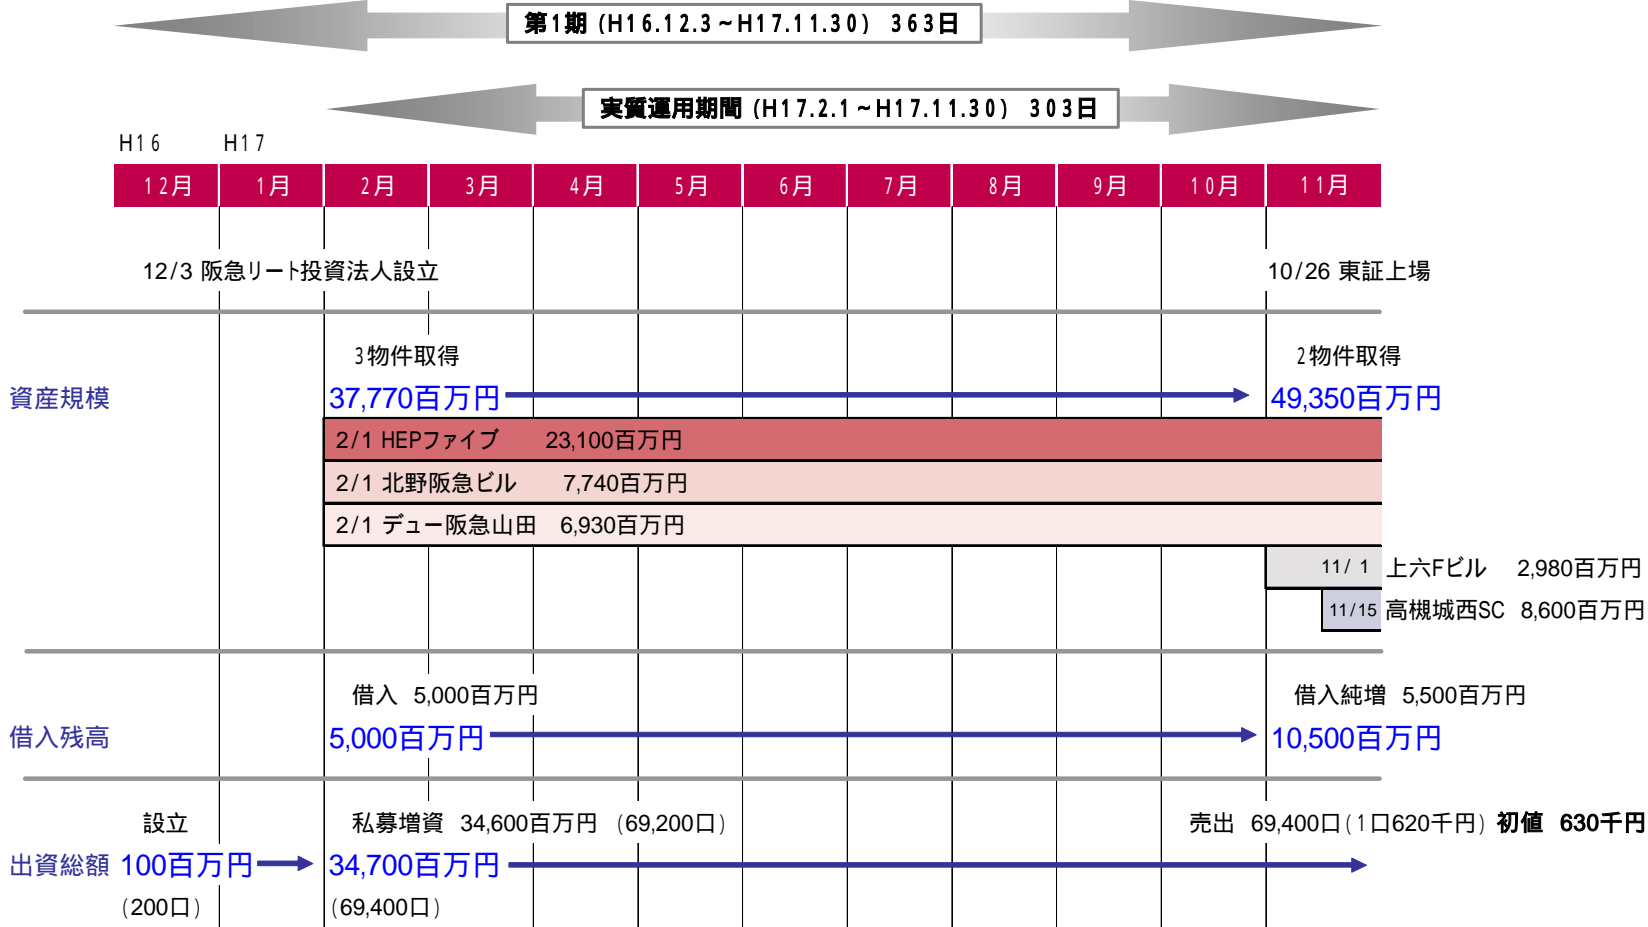 第1期 (H16.12.3～H17.11.30) 363日
実質運用期間 (H17.2.1～H17.11.30) 303日
H16 H17
12月 1月 2月 3月 4月 5月 6月 7月 8月 9月 10月 11月
12/3 阪急リート投資法人設立
10/26 東証上場
3物件取得
2物件取得
資産規模
37,770百万円
49,350百万円
2/1 HEPファイブ 23,100百万円
2/1 北野阪急ビル 7,740百万円
2/1 デュー阪急山田 6,930百万円
11/1 上六Fビル 2,980百万円
11/15 高槻城西SC 8,600百万円
借入 5,000百万円
借入純増 5,500百万円
借入残高
5,000百万円
10,500百万円
設立
私募増資 34,600百万円 (69,200口)
売出 69,400口(1口620千円) 初値 630千円
出資総額
100百万円
34,700百万円
(200口)
(69,400口)